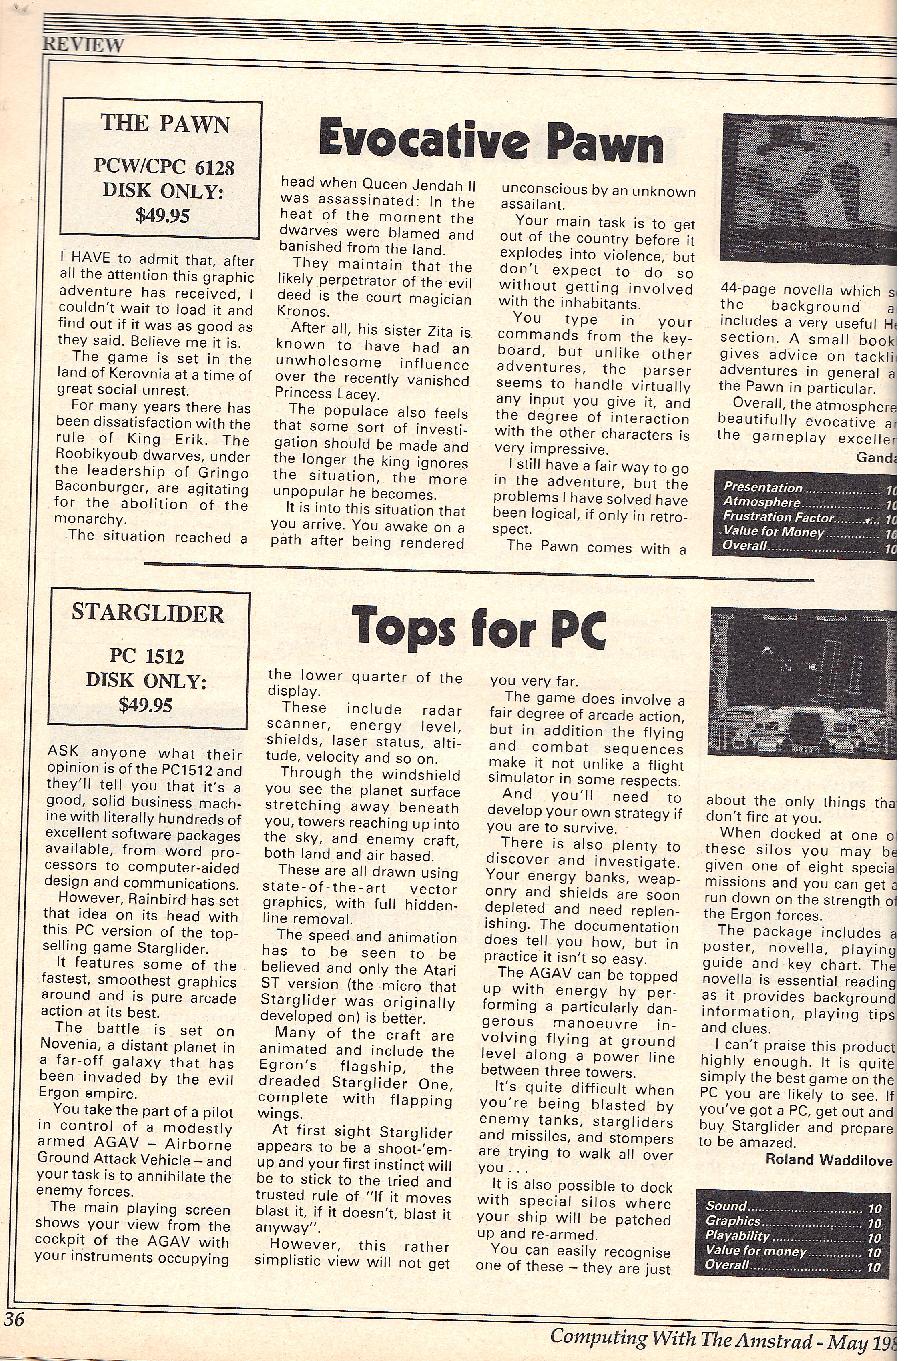 REVIEW
THE PAWN
PCW/CPC 6128
DISK ONLY:
$49.95
Evocative Pawn
I HAVE to admit that, after
all the attention this graphic
adventure has received, I
couldn't wait to load it and
find out if it was as good as
they said. Believe me it is.
The game is set in the
land of Kerovnia at a time of
great social unrest.
For many years there has
been dissatisfaction with the
rule of King Erik. The
Roobikyoub dwarves, under
the leadership of Gringo
Baconburger, are agitating
for the abolition of the
monarchy.
The situation reached a
head when Queen Jendah II
was assassinated: In the
heat of the moment the
dwarves were blamed and
banished from the land.
They maintain that the
likely perpetrator of the evil
deed is the court magician
Kronos.
After all, his sister Zita is
known to have had an
unwholesome influence
over the recently vanished
Princess Lacey.
The populace also feels
that some sort of investi-
gation should be made and
the longer the king ignores
the situation, the more
unpopular he becomes.
It is into this situation that
you arrive. You awake on a
path after being rendered
unconscious by an unknown
assailant.
Your main task is to get
out of the country before it
explodes into violence, but
don't expect to do so
without getting involved
with the inhabitants.
You type in your
commands from the key-
board, but unlike other
adventures, the parser
seems to handle virtually
any input you give it, and
the degree of interaction
with the other characters is
very impressive.
I still have a fair way to go
in the adventure, but the
problems I have solved have
been logical, if only in retro-
spect.
The Pawn comes with a
44-page novella which
the background
includes a very useful
section. A small
gives advice on
adventures in general
the Pawn in particular.
Overall, the atmosphere
beautifully evocative
the gameplay
Presentation 10
Atmosphere 10
Frustration Factor 10
Value for Money 10
Overall 10
STARGLIDER
PC 1512
DISK ONLY:
$49.95
Tops for PC
ASK anyone what their
opinion is of the PC1512 and
they'll tell you that it's a
good, solid business mach-
ine with literally hundreds of
excellent software packages
available, from word pro-
cessors to computer-aided
design and communications.
However, Rainbird has set
that idea on its head with
this PC version of the top-
selling game Starglider.
It features some of the
fastest, smoothest graphics
around and is pure arcade
action at its best.
The battle is set on
Novenia, a distant planet in
a far-off galaxy that has
been invaded by the evil
Ergon empire.
You take the part of a pilot
in control of a modestly
armed AGAV – Airborne
Ground Attack Vehicle – and
your task is to annihilate the
enemy forces.
The main playing screen
shows your view from the
cockpit of the AGAV with
your instruments occupying
the lower quarter of the
display.
These include radar
scanner, energy level,
shields, laser status, alti-
tude, velocity and so on.
Through the windshield
you see the planet surface
stretching away beneath
you, towers reaching up into
the sky, and enemy craft,
both land and air based.
These are all drawn using
state-of-the-art vector
graphics, with full hidden-
line removal.
The speed and animation
has to be seen to be
believed and only the Atari
ST version (the micro that
Starglider was originally
developed on) is better.
Many of the craft are
animated and include the
Egron's flagship, the
dreaded Starglider One,
complete with flapping
wings.
At first sight Starglider
appears to be a shoot-'em-
up and your first instinct will
be to stick to the tried and
trusted rule of "If it moves
blast it, if it doesn't, blast it
anyway".
However, this rather
simplistic view will not get
you very far.
The game does involve a
fair degree of arcade action,
but in addition the flying
and combat sequences
make it not unlike a flight
simulator in some respects.
And you'll need to
develop your own strategy if
you are to survive.
There is also plenty to
discover and investigate.
Your energy banks, weap-
onry and shields are soon
depleted and need replen-
ishing. The documentation
does tell you how, but in
practice it isn't so easy.
The AGAV can be topped
up with energy by per-
forming a particularly dan-
gerous manoeuvre in-
volving flying at ground
level along a power line
between three towers.
It's quite difficult when
you're being blasted by
enemy tanks, stargliders
and missiles, and stompers
are trying to walk all over
you . . .
It is also possible to dock
with special silos where
your ship will be patched
up and re-armed.
You can easily recognise
one of these – they are just
about the only things tha
don't fire at you.
When docked at one o
these silos you may be
given one of eight specia
missions and you can get a
run down on the strength of
the Ergon forces.
The package includes a
poster, novella, playing
guide and key chart. The
novella is essential reading
as it provides background
information, playing tips
and clues.
I can't praise this product
highly enough. It is quite
simply the best game on the
PC you are likely to see. If
you've got a PC, get out and
buy Starglider and prepare
to be amazed.
Roland Waddilove
Sound 10
Graphics 10
Playability 10
Value for money 10
Overall 10
36
Computing With The Amstrad - May 198